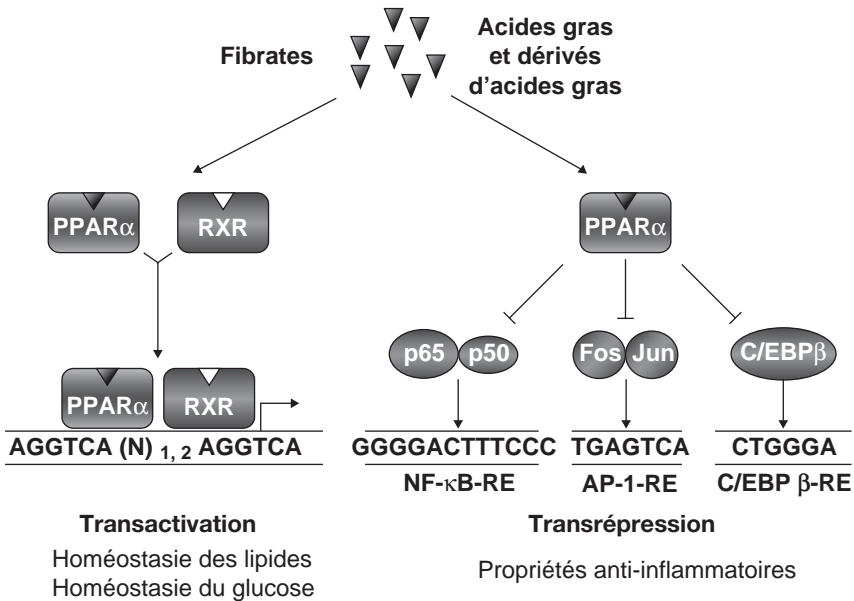 Fibrates
Acides gras
et dérivés
d'acides gras
PPARα
RXR
PPARα
RXR
AGGTCA (N) 1, 2 AGGTCA
Transactivation
Homéostasie des lipides
Homéostasie du glucose
PPARα
p65
p50
Fos
Jun
C/EBPβ
GGGGACTTTCCC
TGAGTCA
CTGGGA
NF-κB-RE
AP-1-RE
C/EBP β-RE
Transrépression
Propriétés anti-inflammatoires